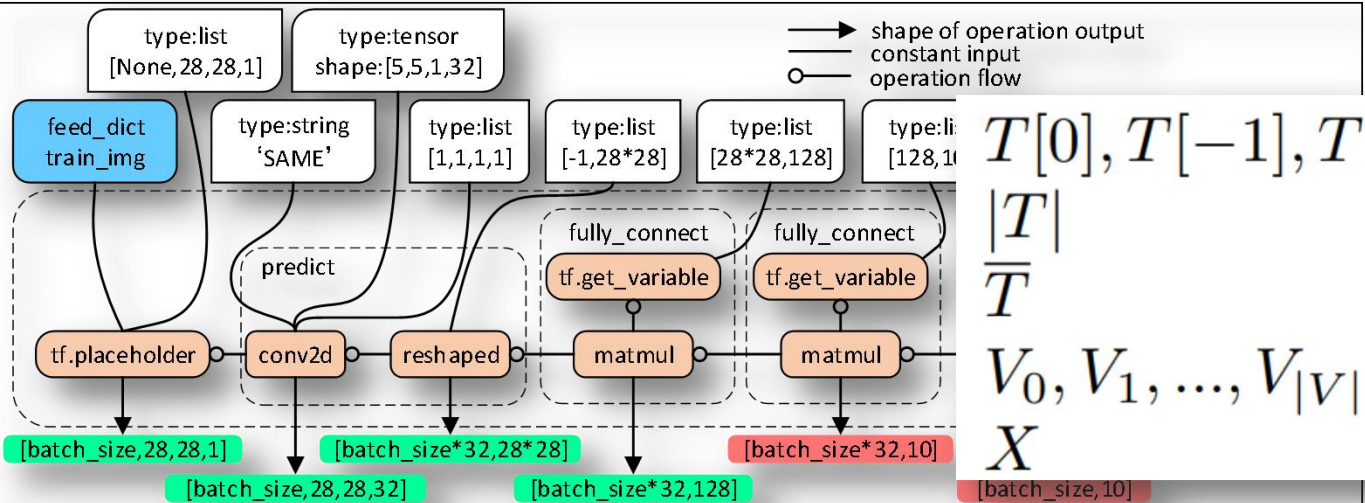 type:list
[None,28,28,1]
type:tensor
shape:[5,5,1,32]
shape of operation output
constant input
operation flow
feed_dict
train_img
type:string
‘SAME’
type:list
[1,1,1,1]
type:list
[-1,28*28]
type:list
[28*28,128]
[128,10
T[0], T[−1], T
|T|
T̅
V₀, V₁, ..., V_{|V|}
X
fully_connect
fully_connect
predict
tf.get_variable
tf.get_variable
tf.placeholder
conv2d
reshaped
matmul
matmul
[batch_size,28,28,1]
[batch_size*32,28*28]
[batch_size*32,10]
[batch_size,28,28,32]
[batch_size*32,128]
[batch_size,10]